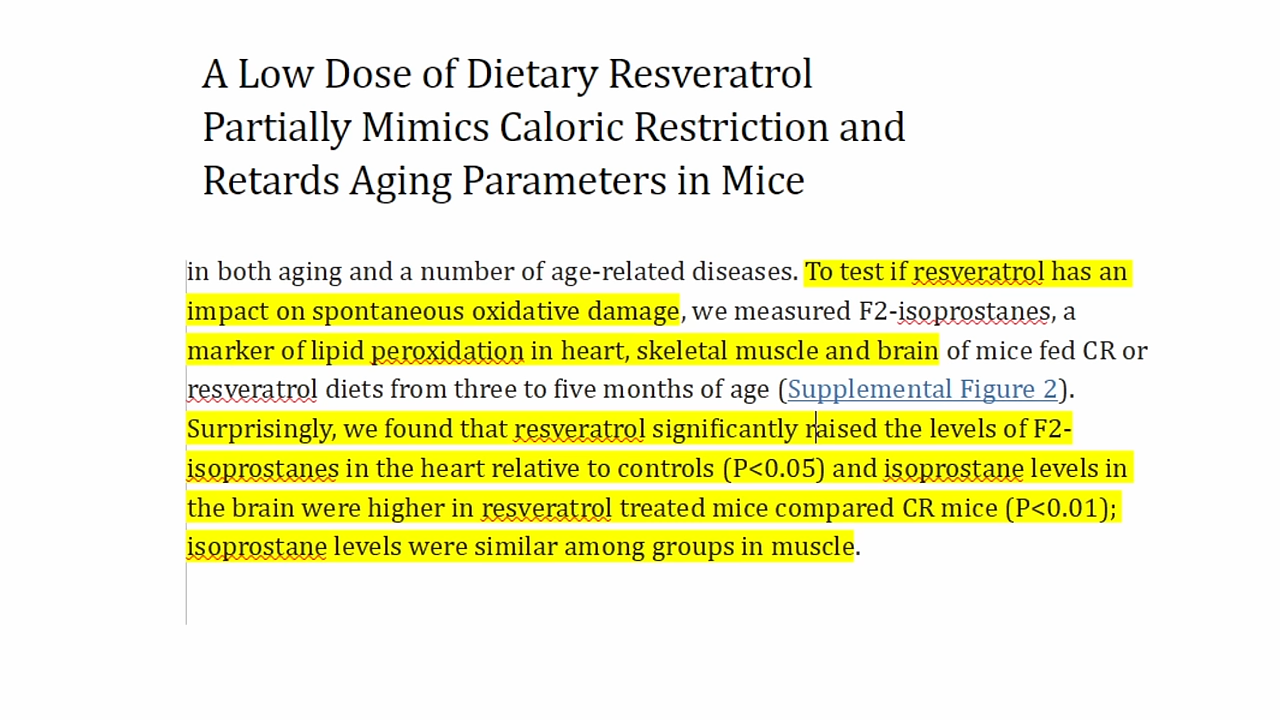 A Low Dose of Dietary Resveratrol
Partially Mimics Caloric Restriction and
Retards Aging Parameters in Mice
in both aging and a number of age-related diseases. To test if resveratrol has an
impact on spontaneous oxidative damage, we measured F2-isoprostanes, a
marker of lipid peroxidation in heart, skeletal muscle and brain of mice fed CR or
resveratrol diets from three to five months of age (Supplemental Figure 2).
Surprisingly, we found that resveratrol significantly raised the levels of F2-
isoprostanes in the heart relative to controls (P<0.05) and isoprostane levels in
the brain were higher in resveratrol treated mice compared CR mice (P<0.01);
isoprostane levels were similar among groups in muscle.